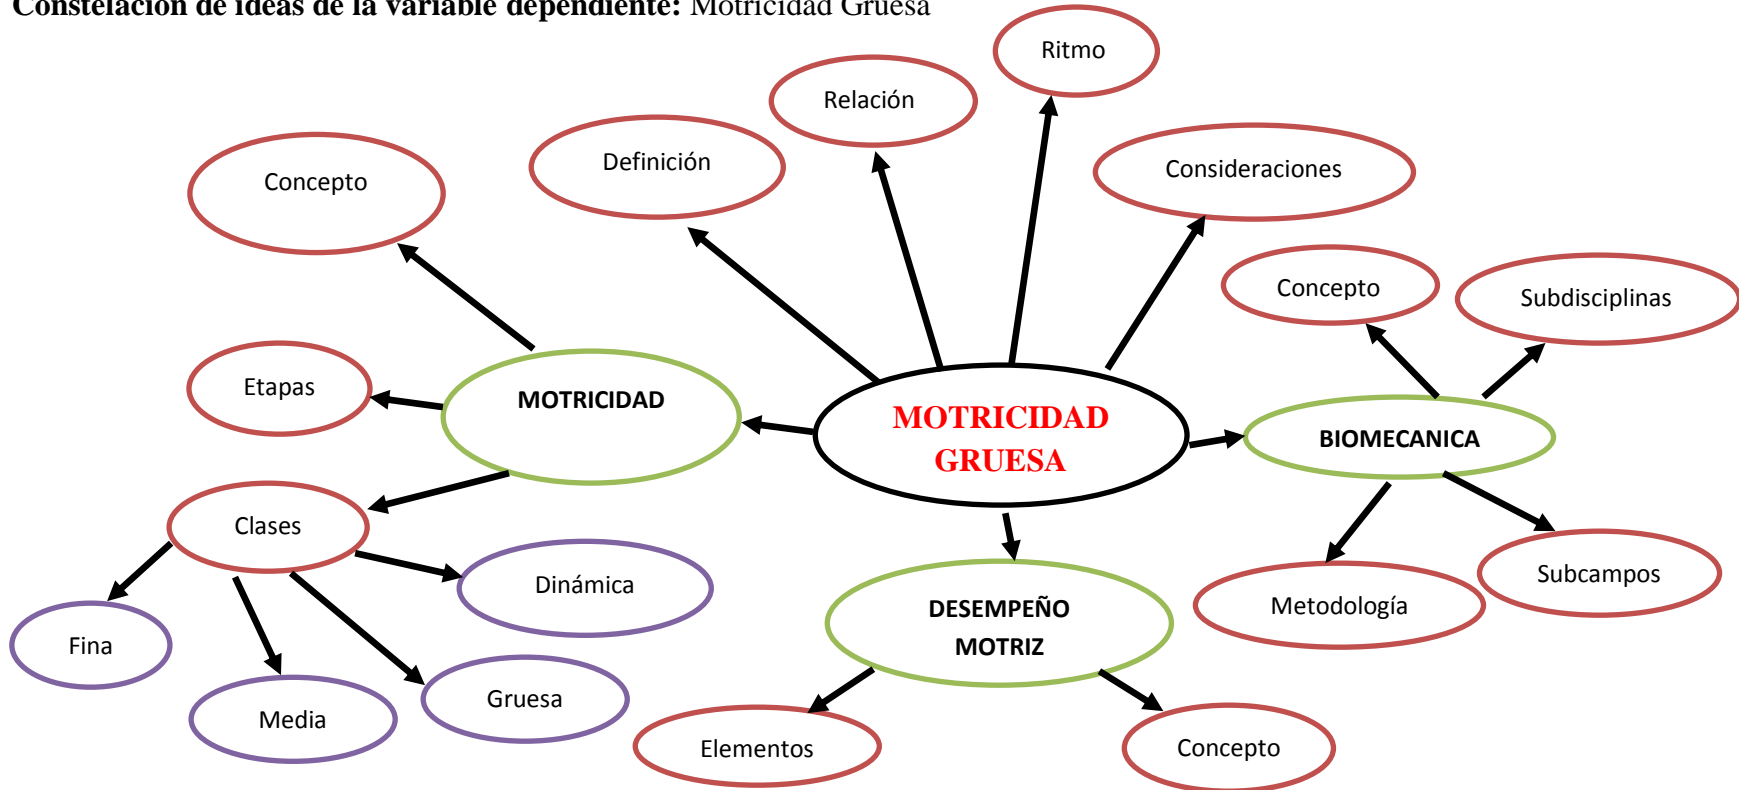 Constelación de ideas de la variable dependiente: Motricidad Gruesa
Ritmo
Relación
Definición
Consideraciones
Concepto
Concepto
Subdisciplinas
Etapas
MOTRICIDAD
MOTRICIDAD
GRUESA
BIOMECANICA
Clases
Dinámica
Subcampos
Metodología
DESEMPEÑO
MOTRIZ
Fina
Media
Gruesa
Elementos
Concepto